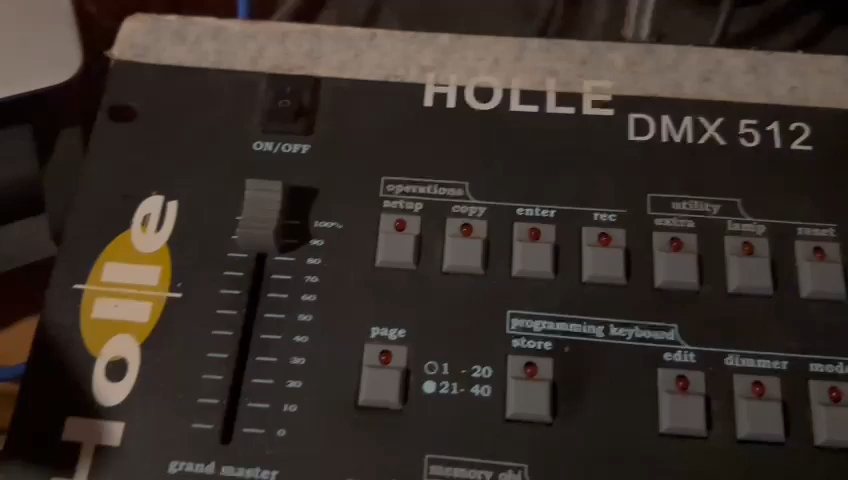 HOLLE
DMX 512
ON/OFF
Holle
operations
setup copy enter rec
utility
extra lamp reset
100%
90
80
70
60
50
40
30
20
10
0
grand master
page
1 - 20
21- 40
programming keyboard
store edit dimmer
memory